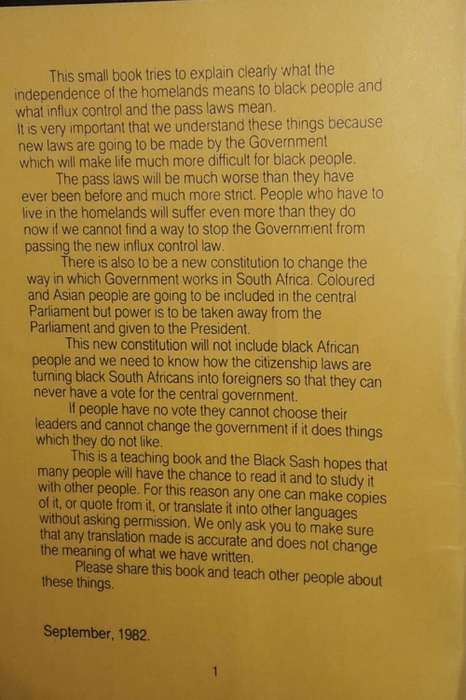 This small book tries to explain clearly what the
independence of the homelands means to black people and
what influx control and the pass laws mean.
It is very important that we understand these things because
new laws are going to be made by the Government
which will make life much more difficult for black people.
The pass laws will be much worse than they have
ever been before and much more strict. People who have to
live in the homelands will suffer even more than they do
now if we cannot find a way to stop the Government from
passing the new influx control law.
There is also to be a new constitution to change the
way in which Government works in South Africa. Coloured
and Asian people are going to be included in the central
Parliament but power is to be taken away from the
Parliament and given to the President.
This new constitution will not include black African
people and we need to know how the citizenship laws are
turning black South Africans into foreigners so that they can
never have a vote for the central government.
If people have no vote they cannot choose their
leaders and cannot change the government if it does things
which they do not like.
This is a teaching book and the Black Sash hopes that
many people will have the chance to read it and to study it
with other people. For this reason any one can make copies
of it, or quote from it, or translate it into other languages
without asking permission. We only ask you to make sure
that any translation made is accurate and does not change
the meaning of what we have written.
Please share this book and teach other people about
these things.
September, 1982.
1